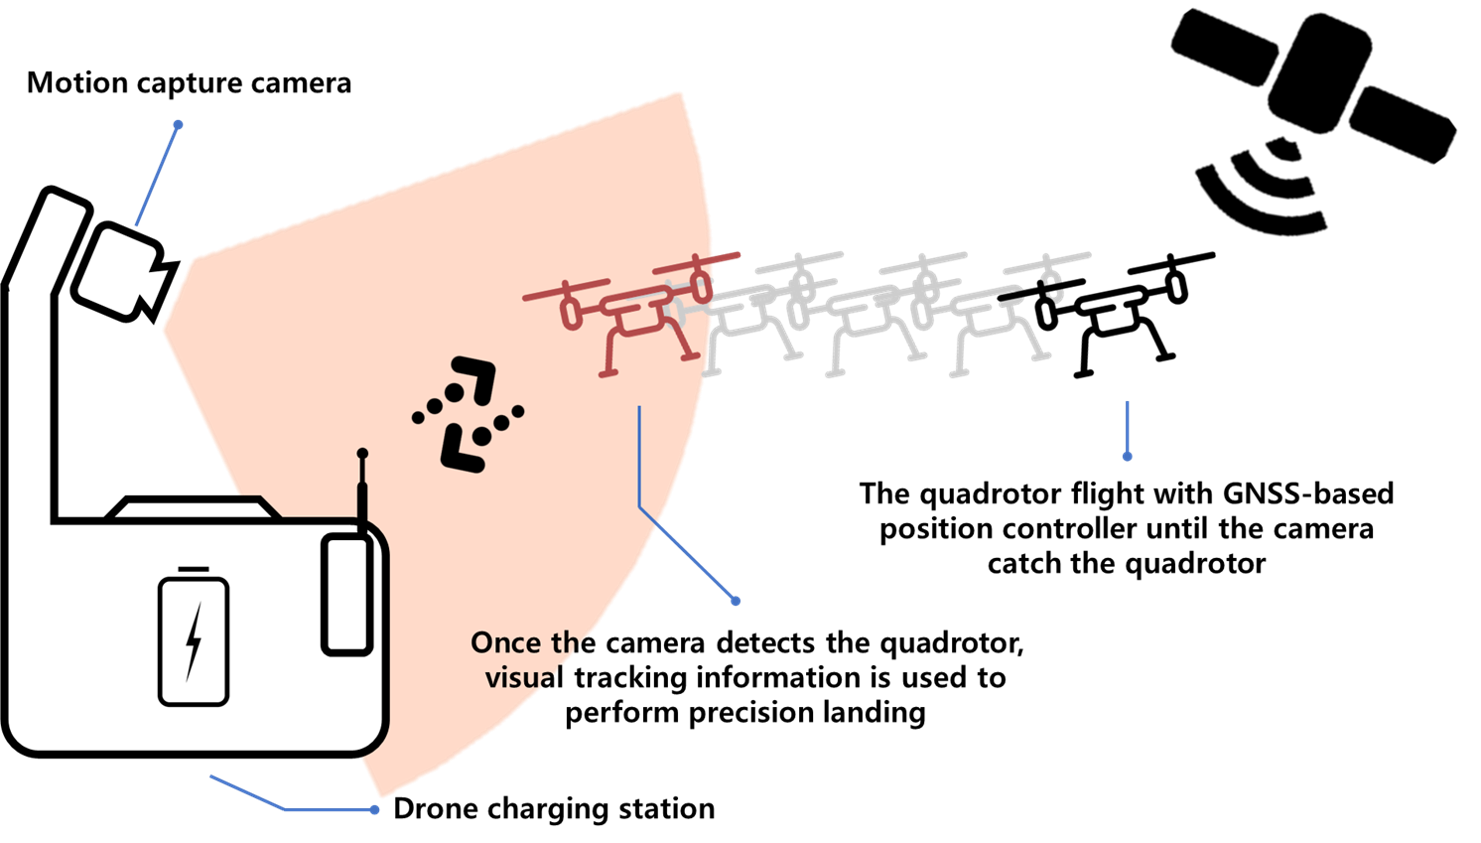 Motion capture camera
The quadrotor flight with GNSS-based
position controller until the camera
catch the quadrotor
Once the camera detects the quadrotor,
visual tracking information is used to
perform precision landing
Drone charging station